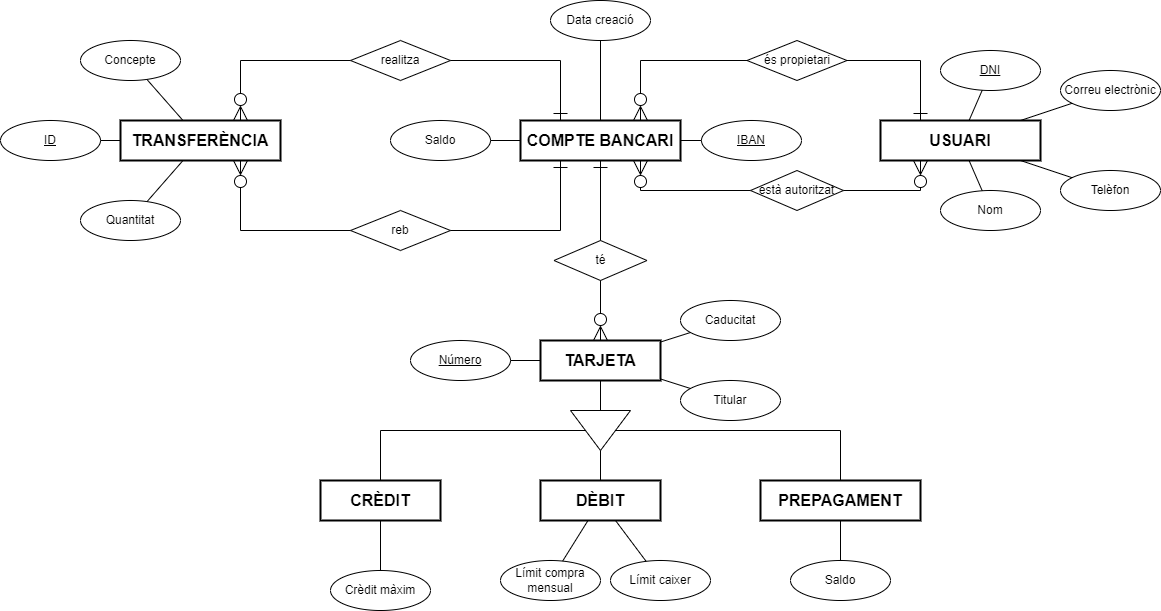 Data creació
Concepte
realitza
és propietari
DNI
Correu electrònic
ID
TRANSFERÈNCIA
Saldo
COMPTE BANCARI
IBAN
USUARI
Quantitat
està autoritzat
Telèfon
Nom
reb
té
Caducitat
Número
TARJETA
Titular
CRÈDIT
DÈBIT
PREPAGAMENT
Crèdit màxim
Límit compra
mensual
Límit caixer
Saldo